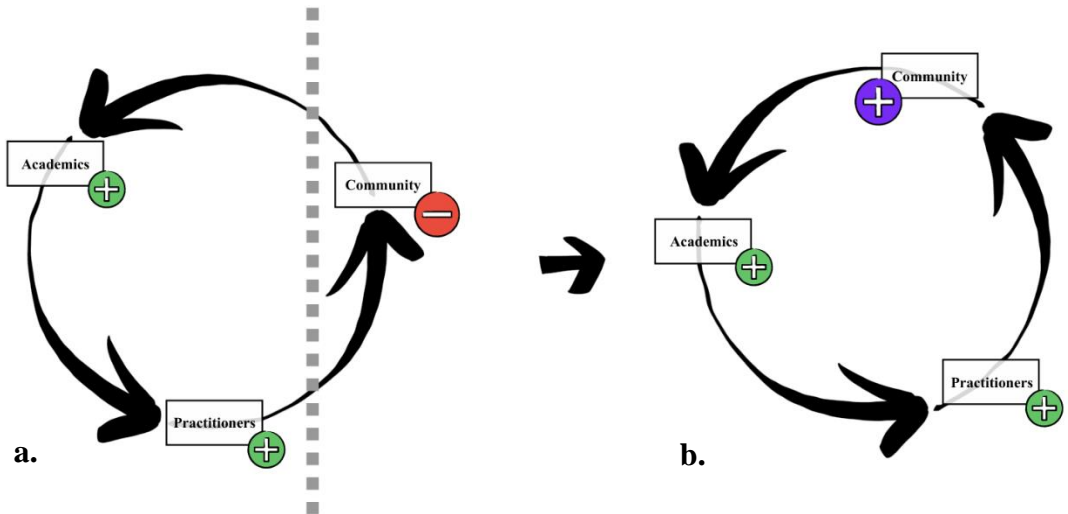 Academics
Community
Practitioners
a.
Community
Academics
Practitioners
b.